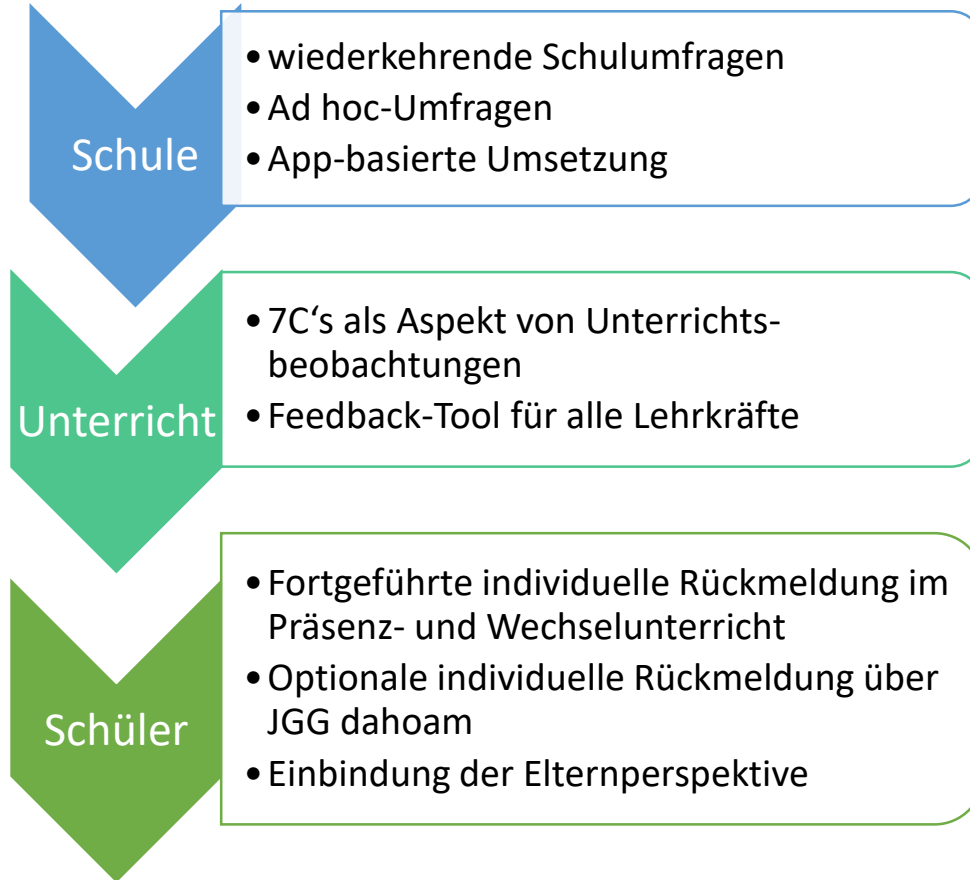 Schule
• wiederkehrende Schulumfragen
• Ad hoc-Umfragen
• App-basierte Umsetzung
Unterricht
• 7C‘s als Aspekt von Unterrichts-
beobachtungen
• Feedback-Tool für alle Lehrkräfte
Schüler
• Fortgeführte individuelle Rückmeldung im
Präsenz- und Wechselunterricht
• Optionale individuelle Rückmeldung über
JGG dahoam
• Einbindung der Elternperspektive